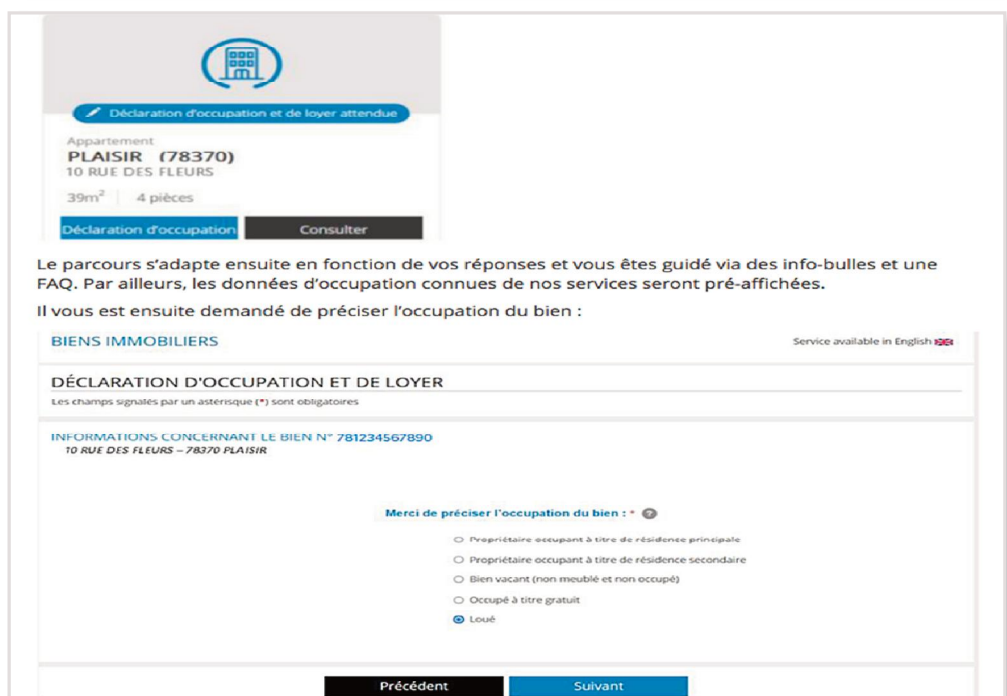 Déclaration d'occupation et de loyer attendue
Appartement
PLAISIR (78370)
10 RUE DES FLEURS
39m² 4 pièces
Déclaration d'occupation Consulter
Le parcours s'adapte ensuite en fonction de vos réponses et vous êtes guidé via des info-bulles et une
FAQ. Par ailleurs, les données d'occupation connues de nos services seront pré-affichées.
Il vous est ensuite demandé de préciser l'occupation du bien :
BIENS IMMOBILIERS Service available in English
DÉCLARATION D'OCCUPATION ET DE LOYER
Les champs signalés par un astérisque (*) sont obligatoires
INFORMATIONS CONCERNANT LE BIEN N° 781234567890
10 RUE DES FLEURS – 78370 PLAISIR
Merci de préciser l'occupation du bien : * ?
Propriétaire occupant à titre de résidence principale
Propriétaire occupant à titre de résidence secondaire
Bien vacant (non meublé et non occupé)
Occupé à titre gratuit
Loué
Précédent Suivant